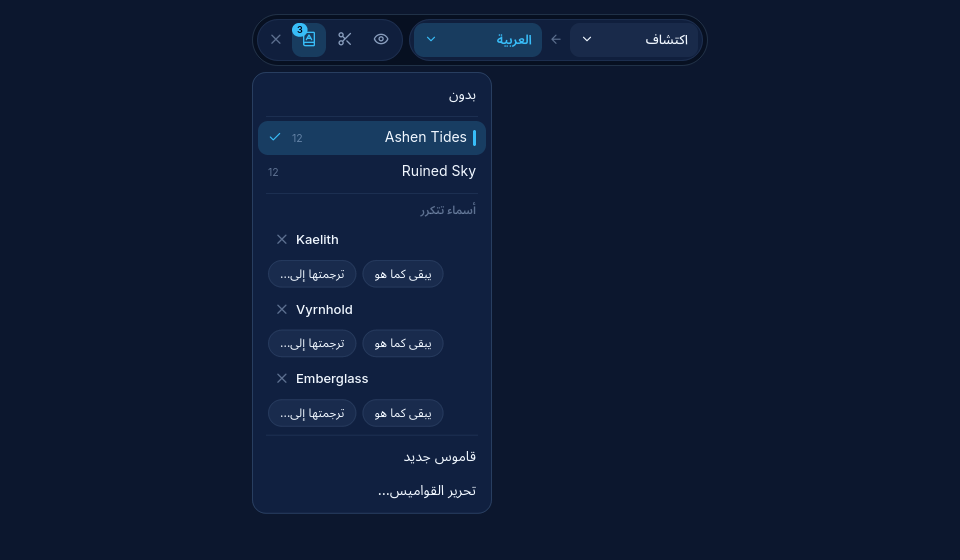 اكتشاف
العربية
3
بدون
Ashen Tides 12
Ruined Sky 12
أسماء تتكرر
Kaelith
يبقى كما هو
ترجمتها إلى...
Vyrnhold
يبقى كما هو
ترجمتها إلى...
Emberglass
يبقى كما هو
ترجمتها إلى...
قاموس جديد
تحرير القواميس...